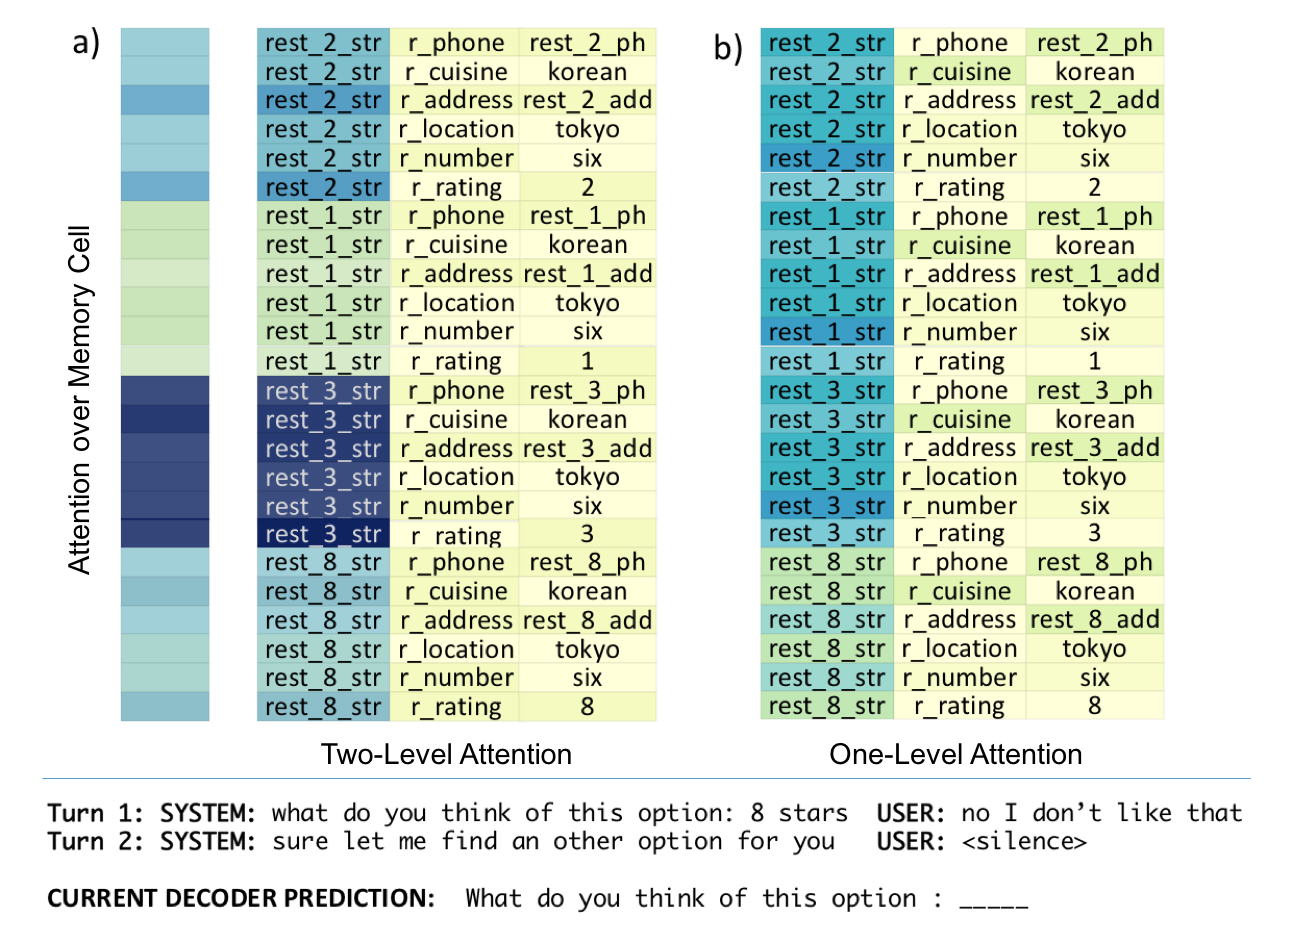 a)
Attention over Memory Cell
rest_2_str r_phone rest_2_ph
rest_2_str r_cuisine korean
rest_2_str r_address rest_2_add
rest_2_str r_location tokyo
rest_2_str r_number six
rest_2_str r_rating 2
rest_1_str r_phone rest_1_ph
rest_1_str r_cuisine korean
rest_1_str r_address rest_1_add
rest_1_str r_location tokyo
rest_1_str r_number six
rest_1_str r_rating 1
rest_3_str r_phone rest_3_ph
rest_3_str r_cuisine korean
rest_3_str r_address rest_3_add
rest_3_str r_location tokyo
rest_3_str r_number six
rest_3_str r_rating 3
rest_8_str r_phone rest_8_ph
rest_8_str r_cuisine korean
rest_8_str r_address rest_8_add
rest_8_str r_location tokyo
rest_8_str r_number six
rest_8_str r_rating 8
Two-Level Attention
b)
rest_2_str r_phone rest_2_ph
rest_2_str r_cuisine korean
rest_2_str r_address rest_2_add
rest_2_str r_location tokyo
rest_2_str r_number six
rest_2_str r_rating 2
rest_1_str r_phone rest_1_ph
rest_1_str r_cuisine korean
rest_1_str r_address rest_1_add
rest_1_str r_location tokyo
rest_1_str r_number six
rest_1_str r_rating 1
rest_3_str r_phone rest_3_ph
rest_3_str r_cuisine korean
rest_3_str r_address rest_3_add
rest_3_str r_location tokyo
rest_3_str r_number six
rest_3_str r_rating 3
rest_8_str r_phone rest_8_ph
rest_8_str r_cuisine korean
rest_8_str r_address rest_8_add
rest_8_str r_location tokyo
rest_8_str r_number six
rest_8_str r_rating 8
One-Level Attention
Turn 1: SYSTEM: what do you think of this option: 8 stars USER: no I don't like that
Turn 2: SYSTEM: sure let me find an other option for you USER: <silence>
CURRENT DECODER PREDICTION: What do you think of this option : _____